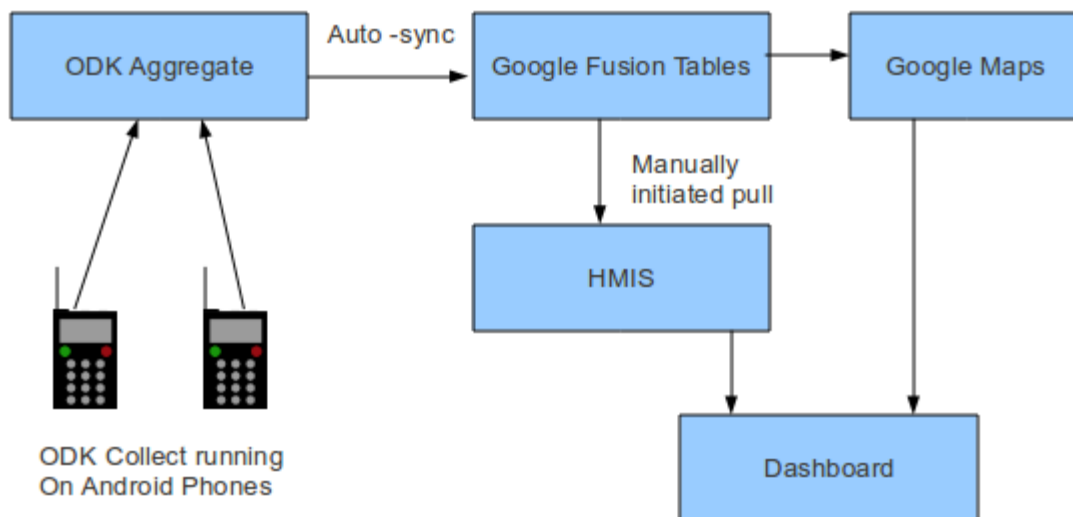 Auto -sync
ODK Aggregate
Google Fusion Tables
Google Maps
Manually
initiated pull
HMIS
ODK Collect running
On Android Phones
Dashboard